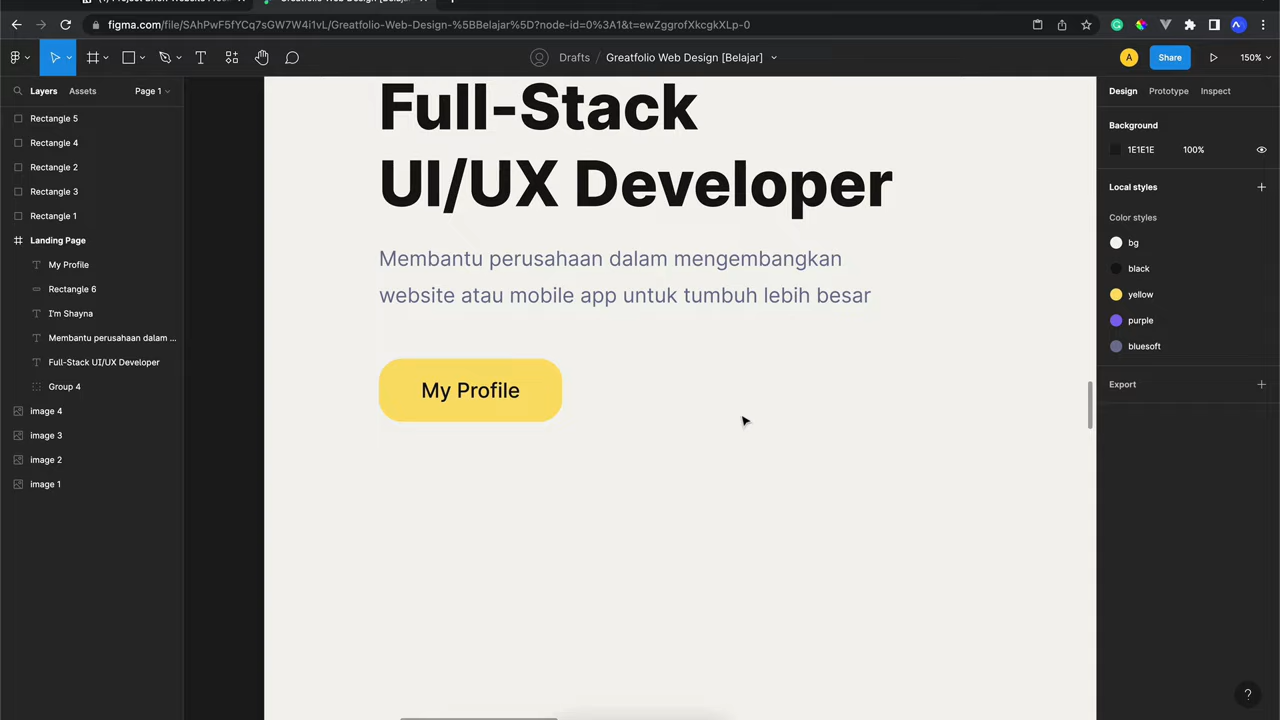 figma.com/file/SAhPwF5fYCq7sGW7W4i1vL/Greatfolio-Web-Design-%5BBelajar%5D?node-id=0%3A1&t=ewZggrofXkcgkXLp-0
Drafts / Greatfolio Web Design [Belajar]
A
Share
150%
Layers
Assets
Page 1
Rectangle 5
Rectangle 4
Rectangle 2
Rectangle 3
Rectangle 1
Landing Page
My Profile
Rectangle 6
I'm Shayna
Membantu perusahaan dalam ...
Full-Stack UI/UX Developer
Group 4
image 4
image 3
image 2
image 1
Full-Stack
UI/UX Developer
Membantu perusahaan dalam mengembangkan
website atau mobile app untuk tumbuh lebih besar
My Profile
Design
Prototype
Inspect
Background
1E1E1E
100%
Local styles
Color styles
bg
black
yellow
purple
bluesoft
Export
?